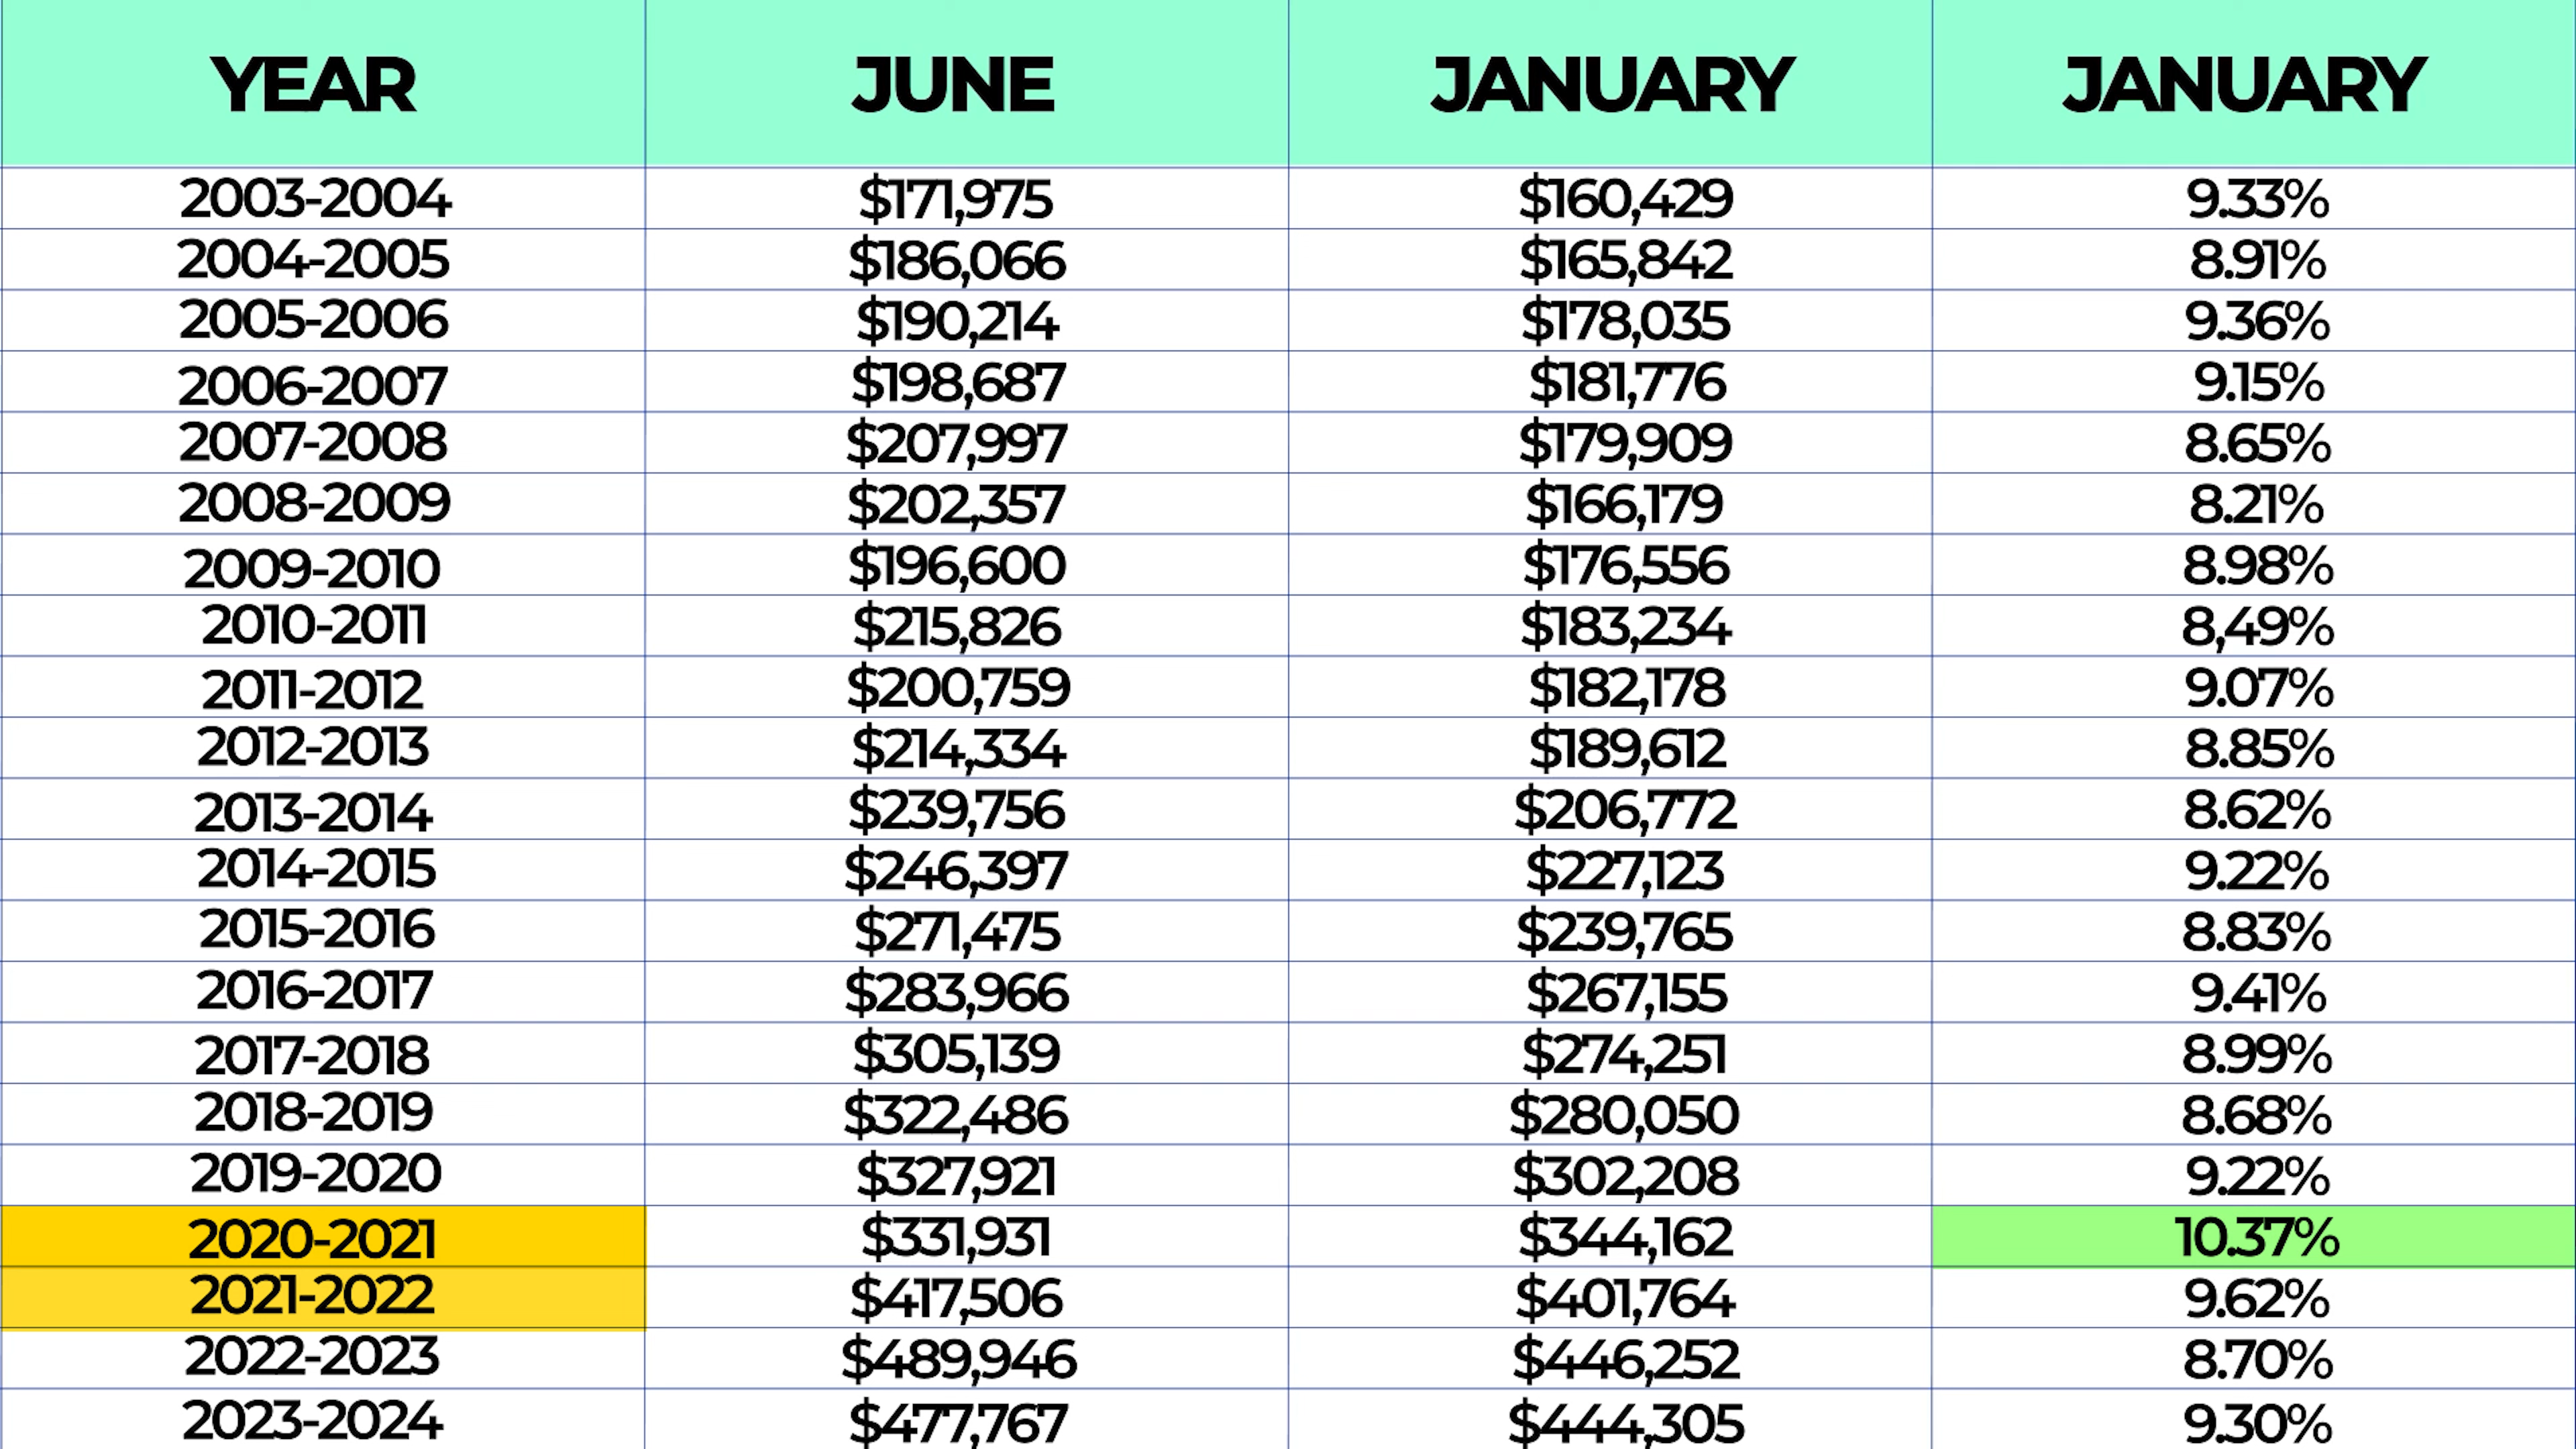 YEAR JUNE JANUARY JANUARY
2003-2004 $171,975 $160,429 9.33%
2004-2005 $186,066 $165,842 8.91%
2005-2006 $190,214 $178,035 9.36%
2006-2007 $198,687 $181,776 9.15%
2007-2008 $207,997 $179,909 8.65%
2008-2009 $202,357 $166,179 8.21%
2009-2010 $196,600 $176,556 8.98%
2010-2011 $215,826 $183,234 8,49%
2011-2012 $200,759 $182,178 9.07%
2012-2013 $214,334 $189,612 8.85%
2013-2014 $239,756 $206,772 8.62%
2014-2015 $246,397 $227,123 9.22%
2015-2016 $271,475 $239,765 8.83%
2016-2017 $283,966 $267,155 9.41%
2017-2018 $305,139 $274,251 8.99%
2018-2019 $322,486 $280,050 8.68%
2019-2020 $327,921 $302,208 9.22%
2020-2021 $331,931 $344,162 10.37%
2021-2022 $417,506 $401,764 9.62%
2022-2023 $489,946 $446,252 8.70%
2023-2024 $477,767 $444,305 9.30%